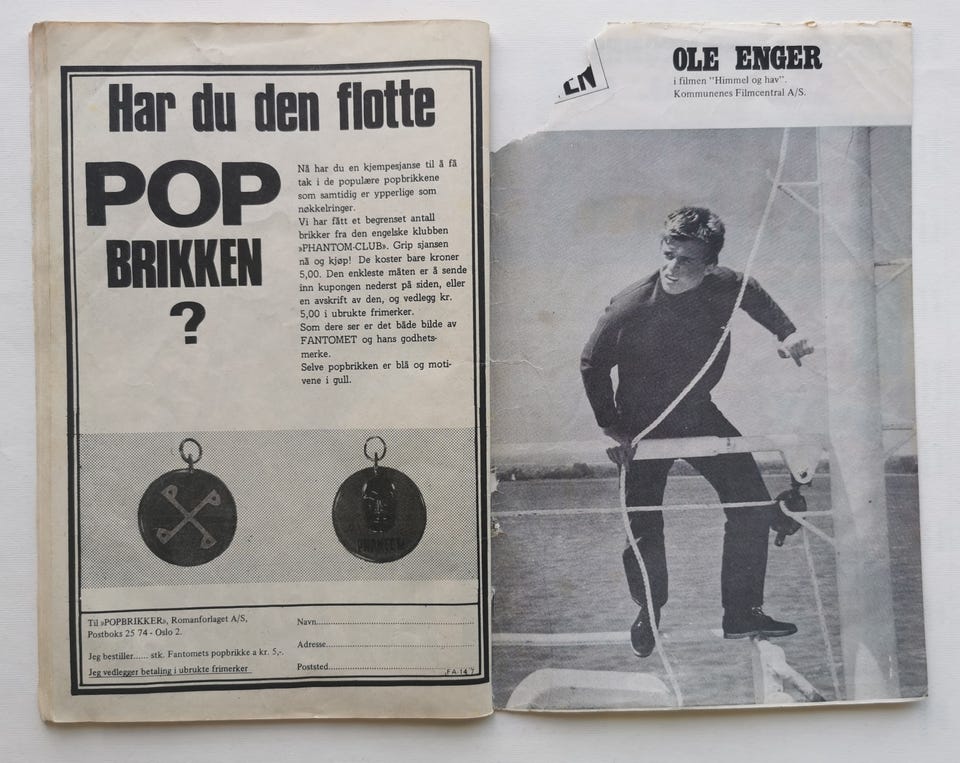 Har du den flotte
POP
BRIKKEN
?
Nå har du en kjempesjanse til å få
tak i de populære popbrikkene
som samtidig er ypperlige som
nøkkelringer.
Vi har fått et begrenset antall
brikker fra den engelske klubben
»PHANTOM-CLUB». Grip sjansen
nå og kjøp! De koster bare kroner
5,00. Den enkleste måten er å sende
inn kupongen nederst på siden, eller
en avskrift av den, og vedlegg kr.
5,00 i ubrukte frimerker.
Som dere ser er det både bilde av
FANTOMET og hans godhets-
merke.
Selve popbrikken er blå og moti-
vene i gull.
PHANTOM
Til »POPBRIKKER», Romanforlaget A/S,
Postboks 25 74 - Oslo 2.
Jeg bestiller...... stk. Fantomets popbrikke a kr. 5,-.
Jeg vedlegger betaling i ubrukte frimerker
Navn
Adresse
Poststed
FA-14 7
EN
OLE ENGER
i filmen "Himmel og hav".
Kommunenes Filmcentral A/S.